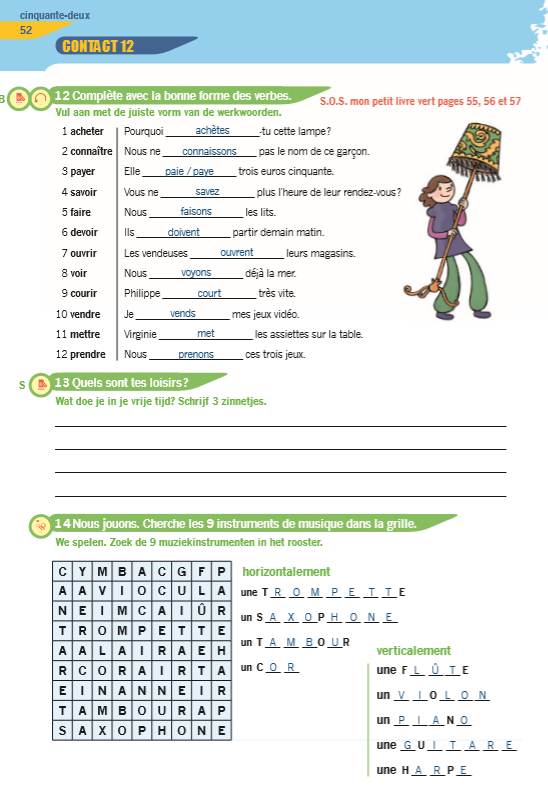 cinquante-deux
52
CONTACT 12
B
12 Complète avec la bonne forme des verbes.
S.O.S. mon petit livre vert pages 55, 56 et 57
Vul aan met de juiste vorm van de werkwoorden.
1 acheter Pourquoi achètes -tu cette lampe?
2 connaître Nous ne connaissons pas le nom de ce garçon.
3 payer Elle paie / paye trois euros cinquante.
4 savoir Vous ne savez plus l'heure de leur rendez-vous?
5 faire Nous faisons les lits.
6 devoir Ils doivent partir demain matin.
7 ouvrir Les vendeuses ouvrent leurs magasins.
8 voir Nous voyons déjà la mer.
9 courir Philippe court très vite.
10 vendre Je vends mes jeux vidéo.
11 mettre Virginie met les assiettes sur la table.
12 prendre Nous prenons ces trois jeux.
S 13 Quels sont tes loisirs?
Wat doe je in je vrije tijd? Schrijf 3 zinnetjes.
14 Nous jouons. Cherche les 9 instruments de musique dans la grille.
We spelen. Zoek de 9 muziekinstrumenten in het rooster.
C Y M B A C G F P
A A V I O C U L A
N E I M C A I Û R
T R O M P E T T E
A A L A I R A E H
R C O R A I R T A
E I N A N N E I R
T A M B O U R A P
S A X O P H O N E
horizontalement
une T R O M P E T T E
un S A X O P H O N E
un T A M B O U R
un C O R
verticalement
une F L Û T E
un V I O L O N
un P I A N O
une G U I T A R E
une H A R P E